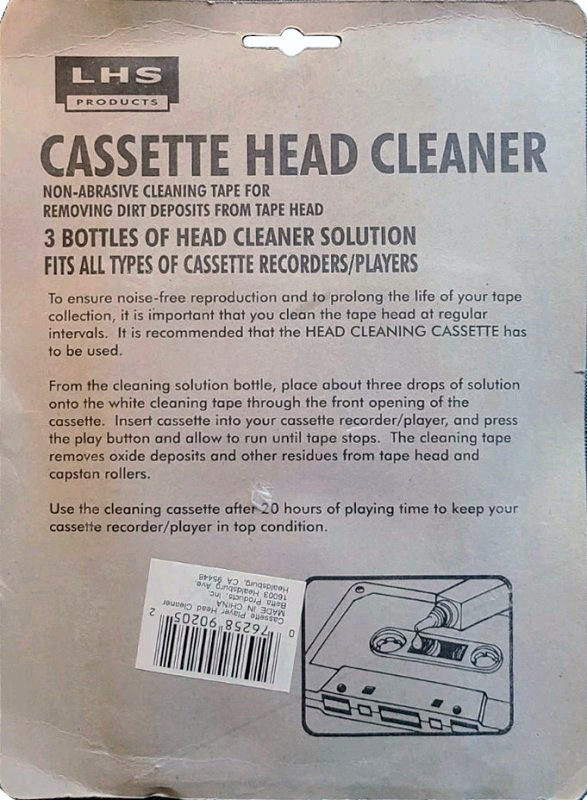 LHS
PRODUCTS
CASSETTE HEAD CLEANER
NON-ABRASIVE CLEANING TAPE FOR
REMOVING DIRT DEPOSITS FROM TAPE HEAD
3 BOTTLES OF HEAD CLEANER SOLUTION
FITS ALL TYPES OF CASSETTE RECORDERS/PLAYERS
To ensure noise-free reproduction and to prolong the life of your tape
collection, it is important that you clean the tape head at regular
intervals. It is recommended that the HEAD CLEANING CASSETTE has
to be used.
From the cleaning solution bottle, place about three drops of solution
onto the white cleaning tape through the front opening of the
cassette. Insert cassette into your cassette recorder/player, and press
the play button and allow to run until tape stops. The cleaning tape
removes oxide deposits and other residues from tape head and
capstan rollers.
Use the cleaning cassette after 20 hours of playing time to keep your
cassette recorder/player in top condition.
0 76258 90205 2
Cassette Player Head Cleaner
MADE IN CHINA
Batts Products, Inc
16003 Healdsburg Ave
Healdsburg, CA 95448